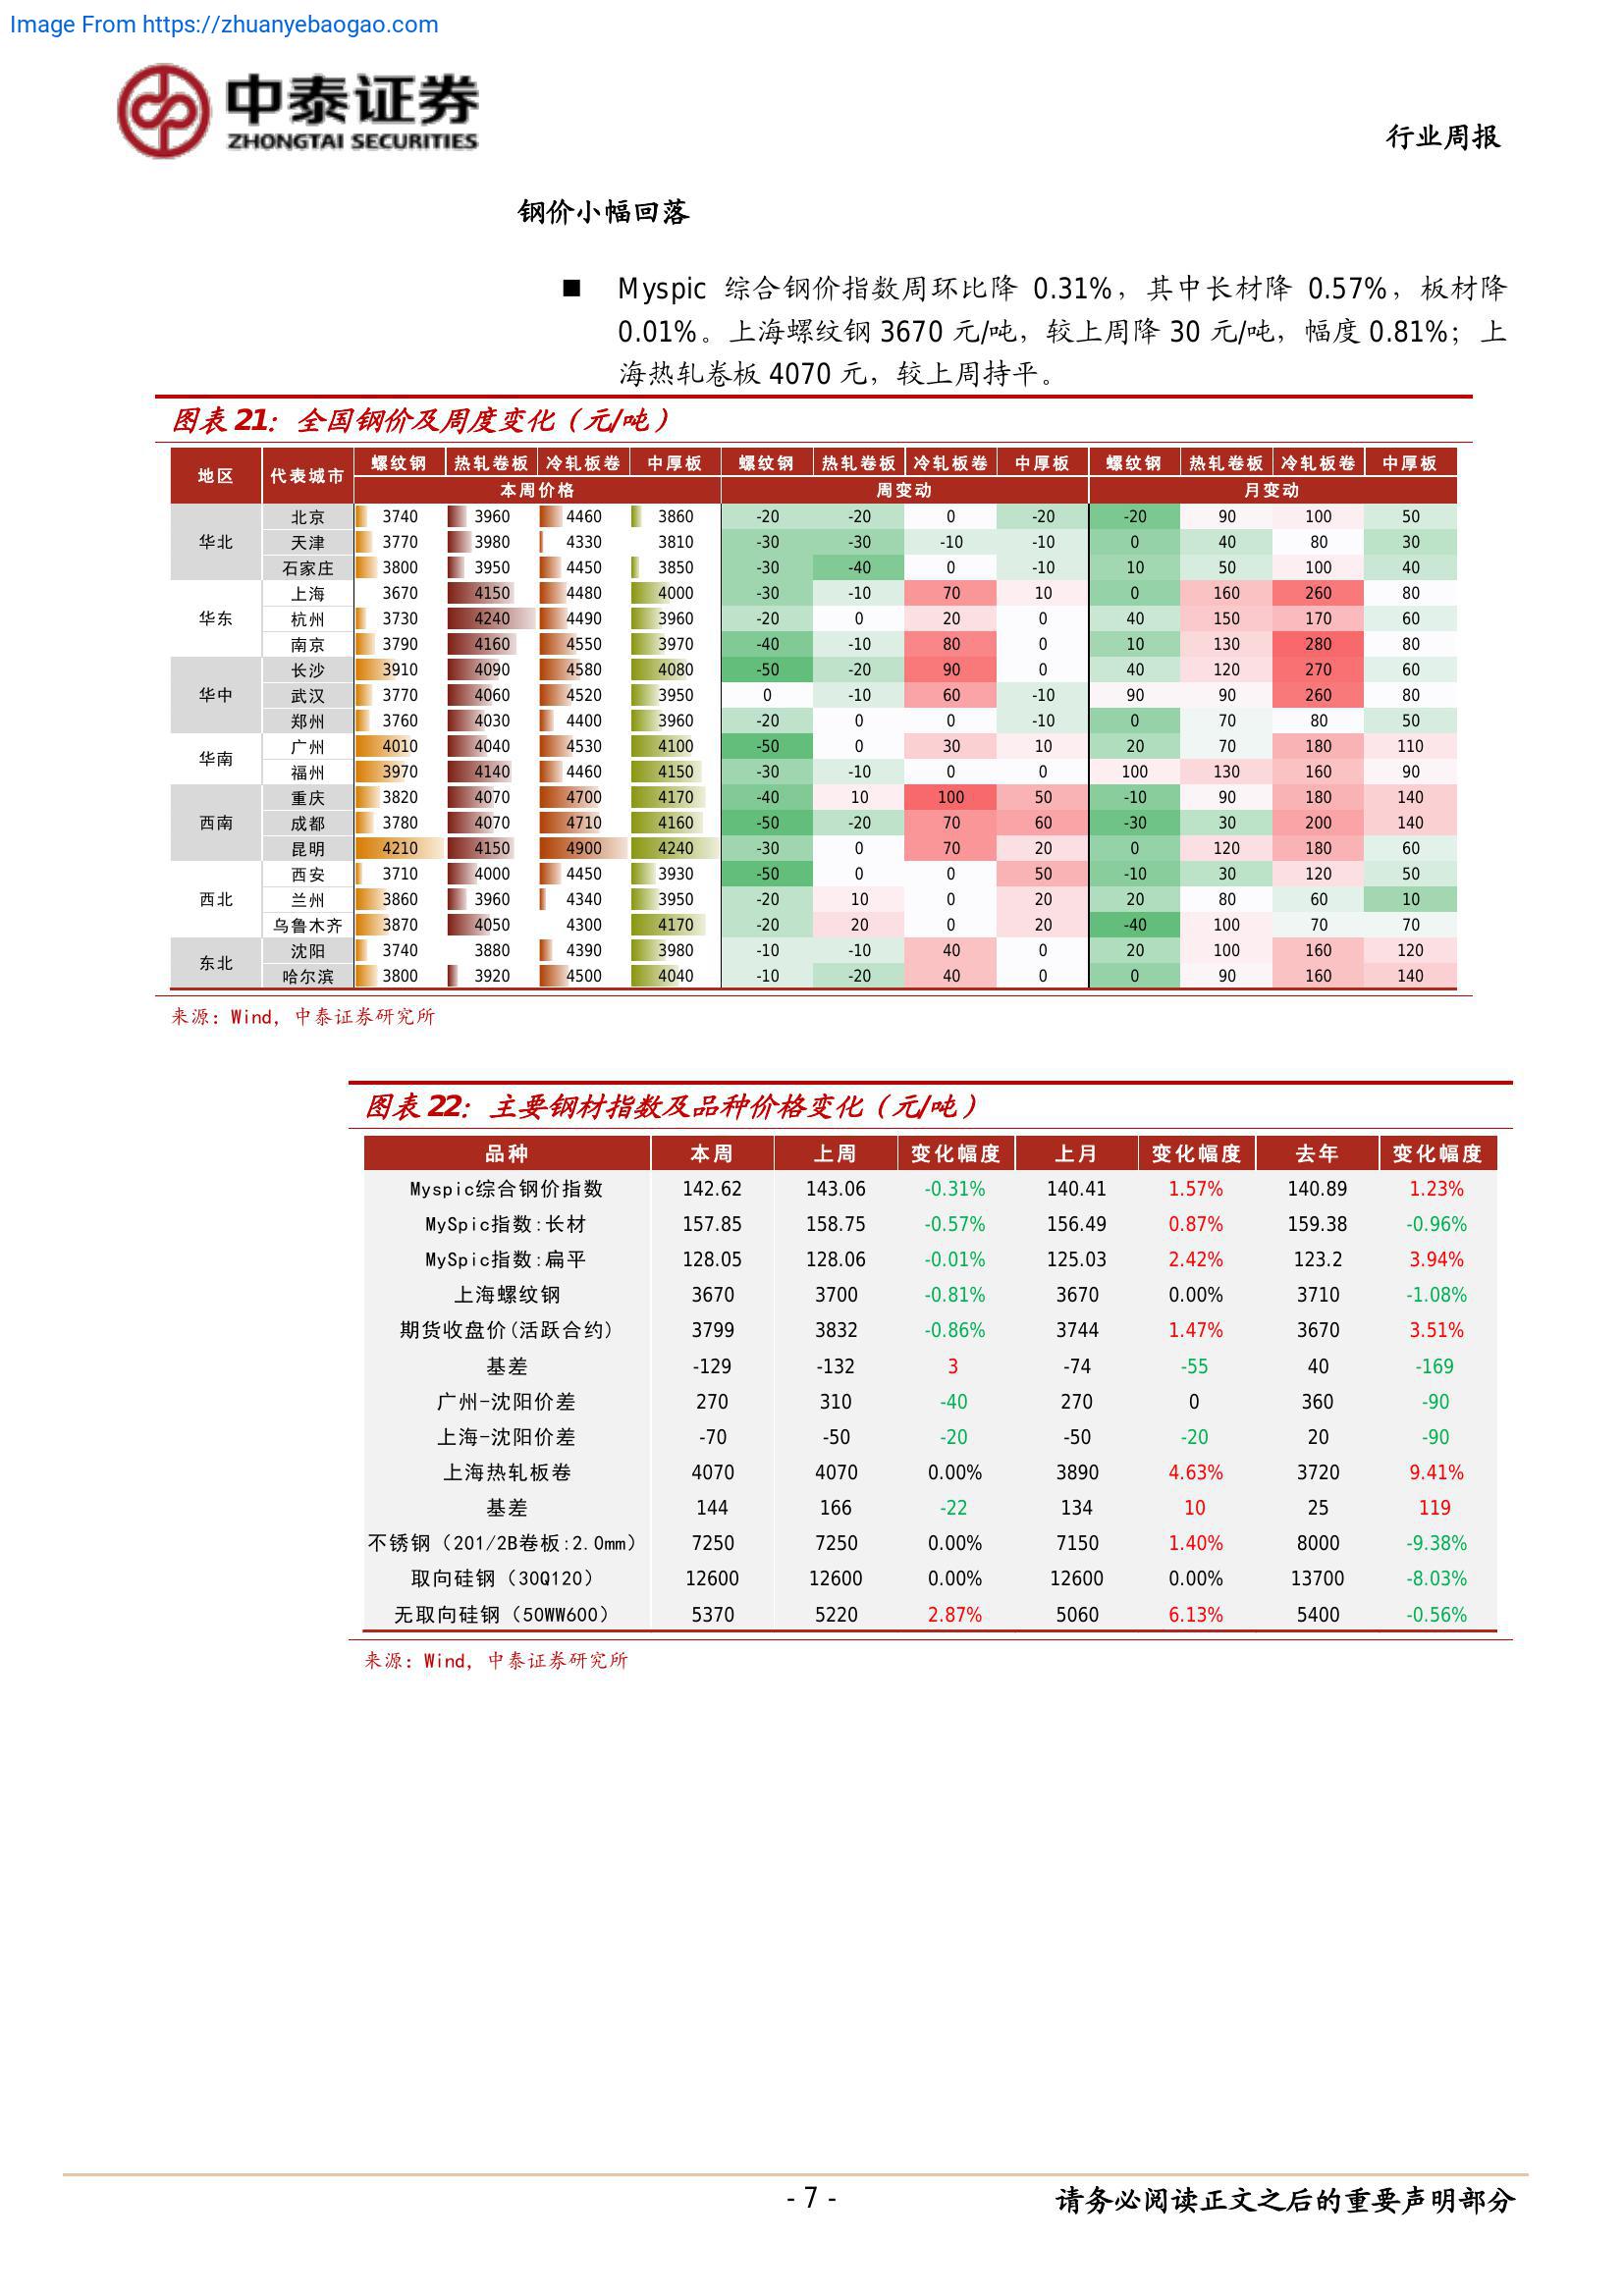 Image From https://zhuanyebaogao.com
中泰证券
ZHONGTAI SECURITIES
行业周报
钢价小幅回落
■ Myspic 综合钢价指数周环比降 0.31%，其中长材降 0.57%，板材降
0.01%。上海螺纹钢 3670 元/吨，较上周降 30 元/吨，幅度 0.81%；上
海热轧卷板 4070 元，较上周持平。
图表 21：全国钢价及周度变化（元/吨）
地区 代表城市 螺纹钢 热轧卷板 冷轧板卷 中厚板 螺纹钢 热轧卷板 冷轧板卷 中厚板 螺纹钢 热轧卷板 冷轧板卷 中厚板
本周价格 周变动 月变动
华北 北京 3740 3960 4460 3860 -20 -20 0 -20 -20 90 100 50
天津 3770 3980 4330 3810 -30 -30 -10 -10 0 40 80 30
石家庄 3800 3950 4450 3850 -30 -40 0 -10 10 50 100 40
华东 上海 3670 4150 4480 4000 -30 -10 70 10 0 160 260 80
杭州 3730 4240 4490 3960 -20 0 20 0 40 150 170 60
南京 3790 4160 4550 3970 -40 -10 80 0 10 130 280 80
华中 长沙 3910 4090 4580 4080 -50 -20 90 0 40 120 270 60
武汉 3770 4060 4520 3950 0 -10 60 -10 90 90 260 80
郑州 3760 4030 4400 3960 -20 0 0 -10 0 70 80 50
华南 广州 4010 4040 4530 4100 -50 0 30 10 20 70 180 110
福州 3970 4140 4460 4150 -30 -10 0 0 100 130 160 90
西南 重庆 3820 4070 4700 4170 -40 10 100 50 -10 90 180 140
成都 3780 4070 4710 4160 -50 -20 70 60 -30 30 200 140
昆明 4210 4150 4900 4240 -30 0 70 20 0 120 180 60
西北 西安 3710 4000 4450 3930 -50 0 0 50 -10 30 120 50
兰州 3860 3960 4340 3950 -20 10 0 20 20 80 60 10
乌鲁木齐 3870 4050 4300 4170 -20 20 0 20 -40 100 70 70
东北 沈阳 3740 3880 4390 3980 -10 -10 40 0 20 100 160 120
哈尔滨 3800 3920 4500 4040 -10 -20 40 0 0 90 160 140
来源：Wind，中泰证券研究所
图表 22：主要钢材指数及品种价格变化（元/吨）
品种 本周 上周 变化幅度 上月 变化幅度 去年 变化幅度
Myspic综合钢价指数 142.62 143.06 -0.31% 140.41 1.57% 140.89 1.23%
MySpic指数:长材 157.85 158.75 -0.57% 156.49 0.87% 159.38 -0.96%
MySpic指数:扁平 128.05 128.06 -0.01% 125.03 2.42% 123.2 3.94%
上海螺纹钢 3670 3700 -0.81% 3670 0.00% 3710 -1.08%
期货收盘价(活跃合约) 3799 3832 -0.86% 3744 1.47% 3670 3.51%
基差 -129 -132 3 -74 -55 40 -169
广州-沈阳价差 270 310 -40 270 0 360 -90
上海-沈阳价差 -70 -50 -20 -50 -20 20 -90
上海热轧板卷 4070 4070 0.00% 3890 4.63% 3720 9.41%
基差 144 166 -22 134 10 25 119
不锈钢（201/2B卷板:2.0mm） 7250 7250 0.00% 7150 1.40% 8000 -9.38%
取向硅钢（30Q120） 12600 12600 0.00% 12600 0.00% 13700 -8.03%
无取向硅钢（50WW600） 5370 5220 2.87% 5060 6.13% 5400 -0.56%
来源：Wind，中泰证券研究所
- 7 -
请务必阅读正文之后的重要声明部分